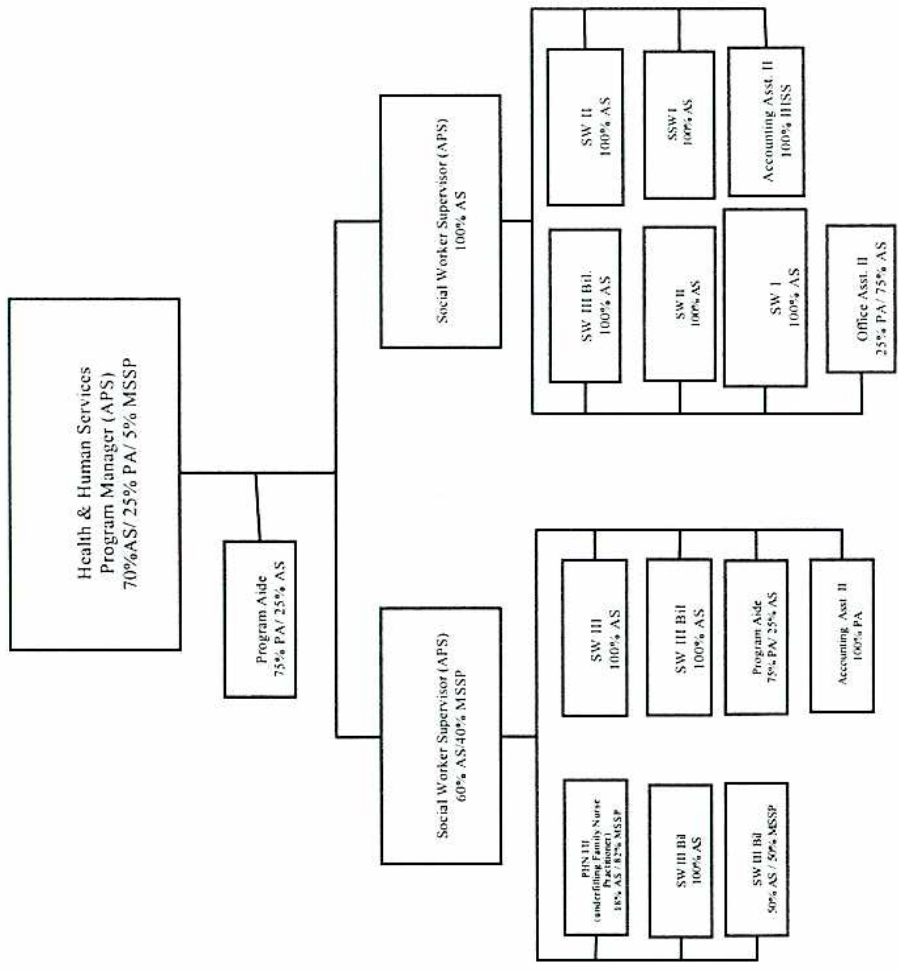 Health & Human Services
Program Manager (APS)
70%AS/ 25% PA/ 5% MSSP
Program Aide
75% PA/ 25% AS
Social Worker Supervisor (APS)
60% AS/40% MSSP
Social Worker Supervisor (APS)
100% AS
PHN III
(underfilling Family Nurse
Practitioner)
18% AS / 82% MSSP
SW III Bil
100% AS
SW III Bil
50% AS / 50% MSSP
SW III
100% AS
SW III Bil
100% AS
Program Aide
75% PA/ 25% AS
Accounting Asst. II
100% PA
SW III Bil.
100% AS
SW II
100% AS
SW I
100% AS
Office Asst. II
25% PA/ 75% AS
SW II
100% AS
SSW I
100% AS
Accounting Asst. II
100% IHSS